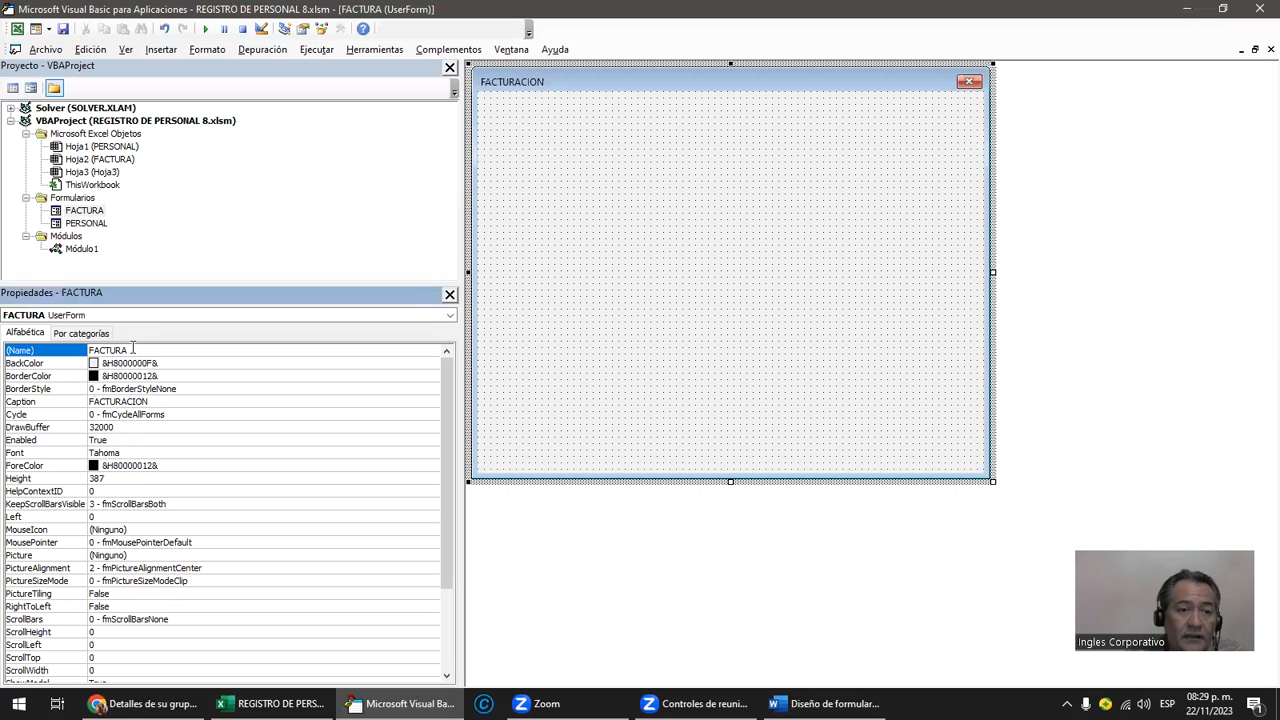 Microsoft Visual Basic para Aplicaciones - REGISTRO DE PERSONAL 8.xlsm - [FACTURA (UserForm)]
Archivo Edición Ver Insertar Formato Depuración Ejecutar Herramientas Complementos Ventana Ayuda
Proyecto - VBAProject
Solver (SOLVER.XLAM)
VBAProject (REGISTRO DE PERSONAL 8.xlsm)
Microsoft Excel Objetos
Hoja1 (PERSONAL)
Hoja2 (FACTURA)
Hoja3 (Hoja3)
ThisWorkbook
Formularios
FACTURA
PERSONAL
Módulos
Módulo1
Propiedades - FACTURA
FACTURA UserForm
Alfabética Por categorías
(Name) FACTURA
BackColor &H8000000F&
BorderColor &H80000012&
BorderStyle 0 - fmBorderStyleNone
Caption FACTURACION
Cycle 0 - fmCycleAllForms
DrawBuffer 32000
Enabled True
Font Tahoma
ForeColor &H80000012&
Height 387
HelpContextID 0
KeepScrollBarsVisible 3 - fmScrollBarsBoth
Left 0
MouseIcon (Ninguno)
MousePointer 0 - fmMousePointerDefault
Picture (Ninguno)
PictureAlignment 2 - fmPictureAlignmentCenter
PictureSizeMode 0 - fmPictureSizeModeClip
PictureTiling False
RightToLeft False
ScrollBars 0 - fmScrollBarsNone
ScrollHeight 0
ScrollLeft 0
ScrollTop 0
ScrollWidth 0
ShowModal True
FACTURACION
Ingles Corporativo
Detalles de su grup... REGISTRO DE PERS... Microsoft Visual Ba... Zoom Controles de reuni... Diseño de formular... ESP 08:29 p. m.
22/11/2023